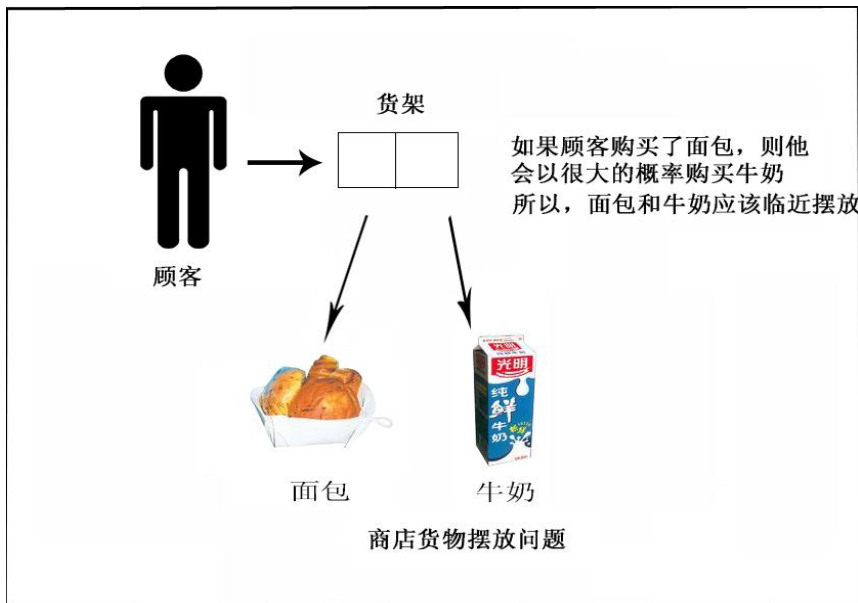 货架
如果顾客购买了面包，则他
会以很大的概率购买牛奶
所以，面包和牛奶应该临近摆放
顾客
光明
纯
鲜
牛
奶
面包
牛奶
商店货物摆放问题